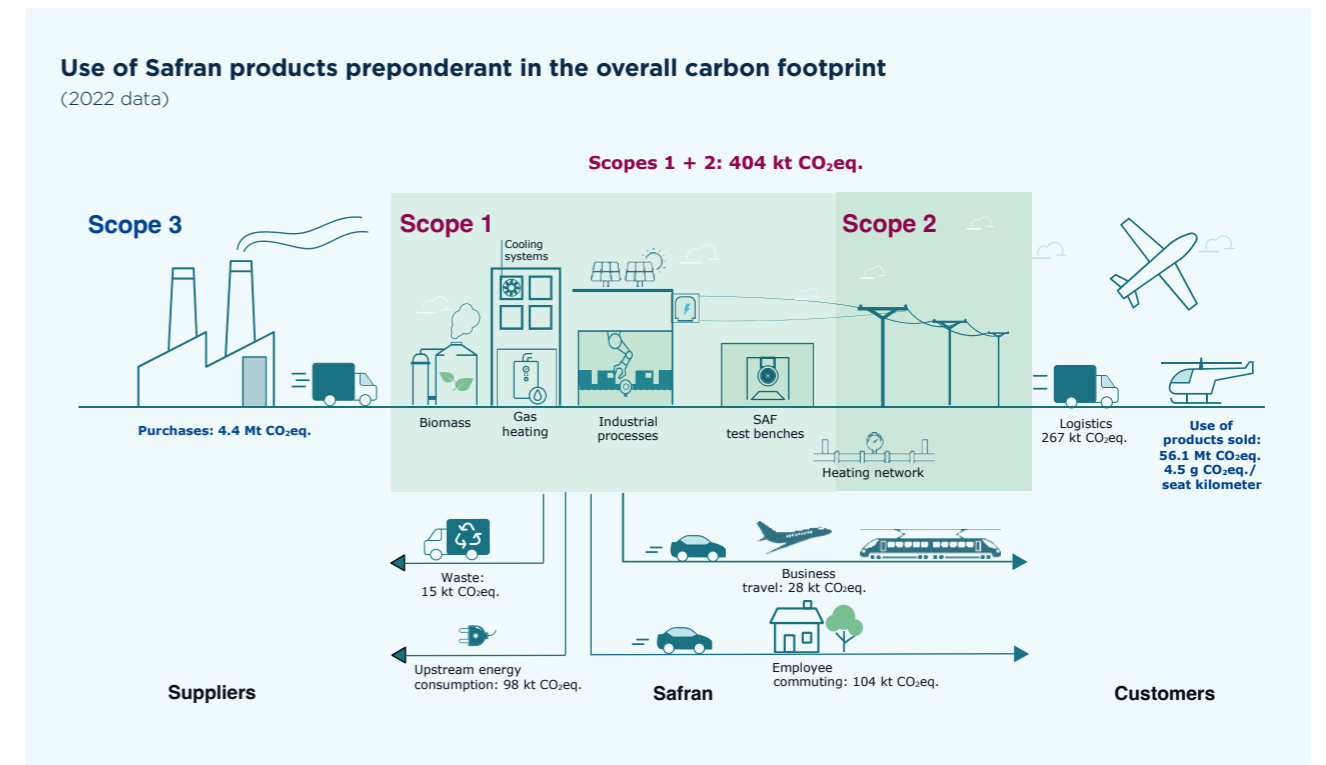 Use of Safran products preponderant in the overall carbon footprint
(2022 data)
Scopes 1 + 2: 404 kt CO₂eq.
Scope 3
Scope 1
Scope 2
Cooling
systems
Purchases: 4.4 Mt CO₂eq.
Biomass
Gas
heating
Industrial
processes
SAF
test benches
Heating network
Logistics
267 kt CO₂eq.
Use of
products sold:
56.1 Mt CO₂eq.
4.5 g CO₂eq./
seat kilometer
Waste:
15 kt CO₂eq.
Business
travel: 28 kt CO₂eq.
Upstream energy
consumption: 98 kt CO₂eq.
Employee
commuting: 104 kt CO₂eq.
Suppliers
Safran
Customers